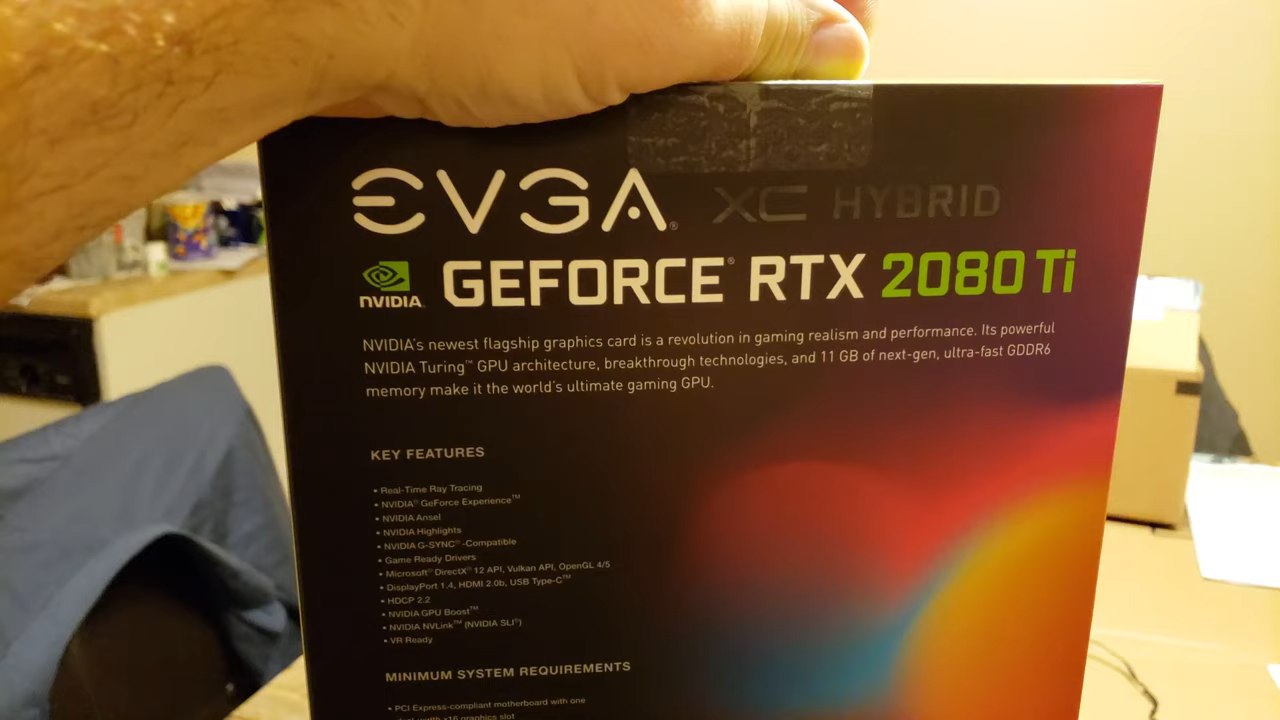 EVGA® XC HYBRID
NVIDIA. GEFORCE® RTX 2080 Ti
NVIDIA's newest flagship graphics card is a revolution in gaming realism and performance. Its powerful
NVIDIA Turing™ GPU architecture, breakthrough technologies, and 11 GB of next-gen, ultra-fast GDDR6
memory make it the world's ultimate gaming GPU.
KEY FEATURES
• Real-Time Ray Tracing
• NVIDIA® GeForce Experience™
• NVIDIA Ansel
• NVIDIA Highlights
• NVIDIA G-SYNC® -Compatible
• Game Ready Drivers
• Microsoft® DirectX® 12 API, Vulkan API, OpenGL 4/5
• DisplayPort 1.4, HDMI 2.0b, USB Type-C™
• HDCP 2.2
• NVIDIA GPU Boost™
• NVIDIA NVLink™ (NVIDIA SLI®)
• VR Ready
MINIMUM SYSTEM REQUIREMENTS
• PCI Express-compliant motherboard with one
dual-width x16 graphics slot